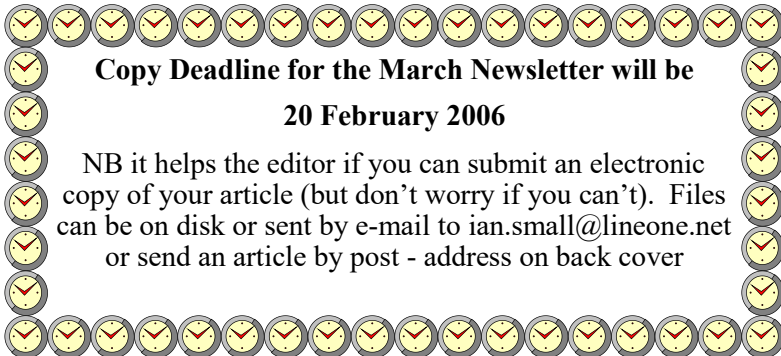 Copy Deadline for the March Newsletter will be
20 February 2006
NB it helps the editor if you can submit an electronic
copy of your article (but don’t worry if you can’t).  Files
can be on disk or sent by e-mail to ian.small@lineone.net
or send an article by post - address on back cover